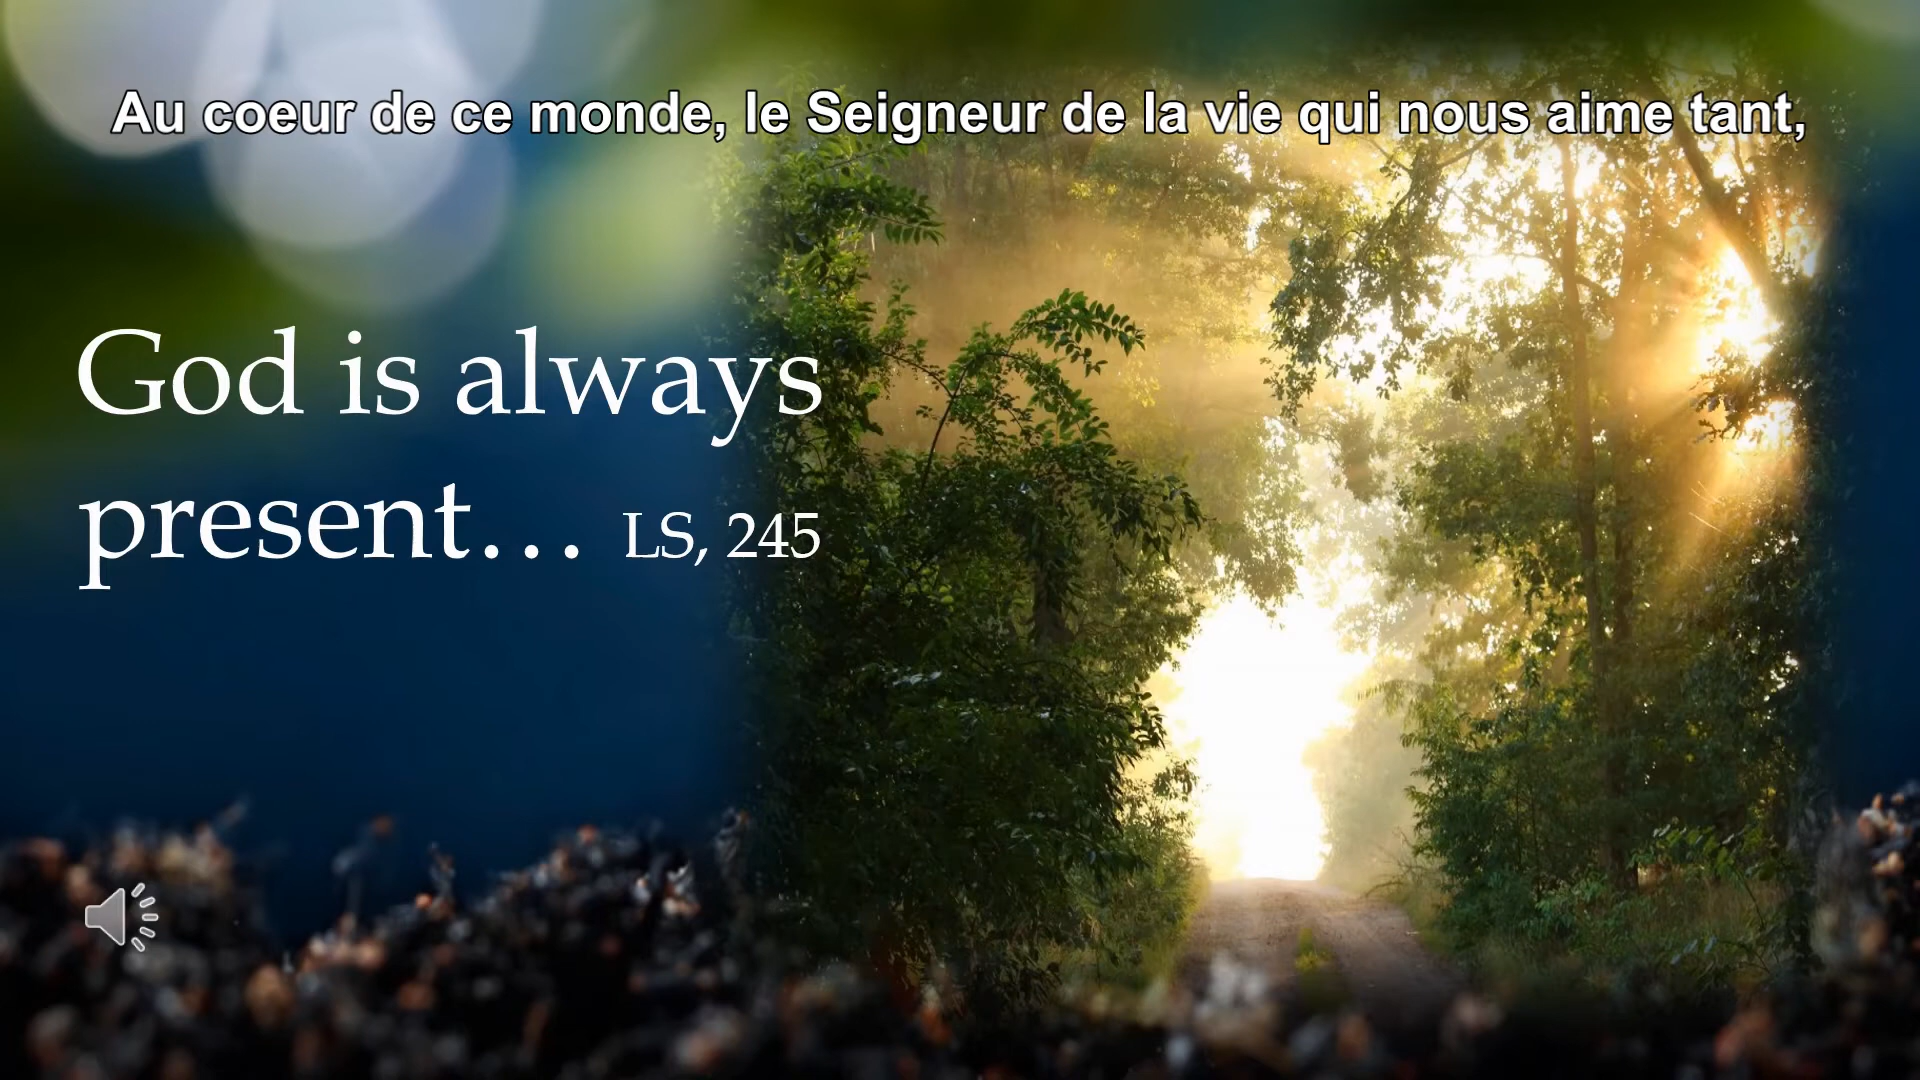 Au coeur de ce monde, le Seigneur de la vie qui nous aime tant,
God is always
present… LS, 245